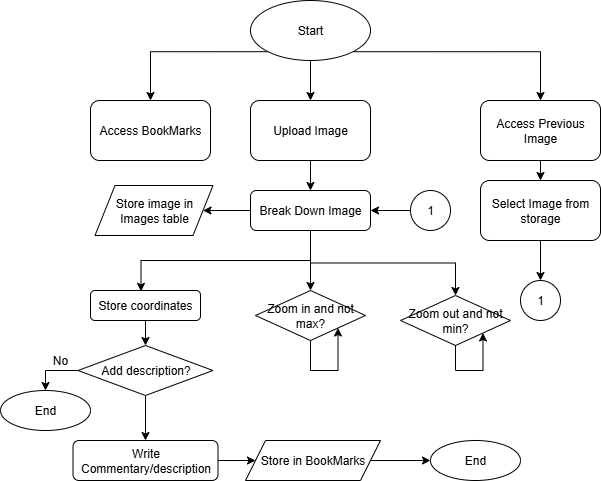 Start
Access BookMarks
Upload Image
Access Previous
Image
Store image in
Images table
Break Down Image
1
Select Image from
storage
1
Store coordinates
Zoom in and not
max?
Zoom out and not
min?
No
Add description?
End
Write
Commentary/description
Store in BookMarks
End